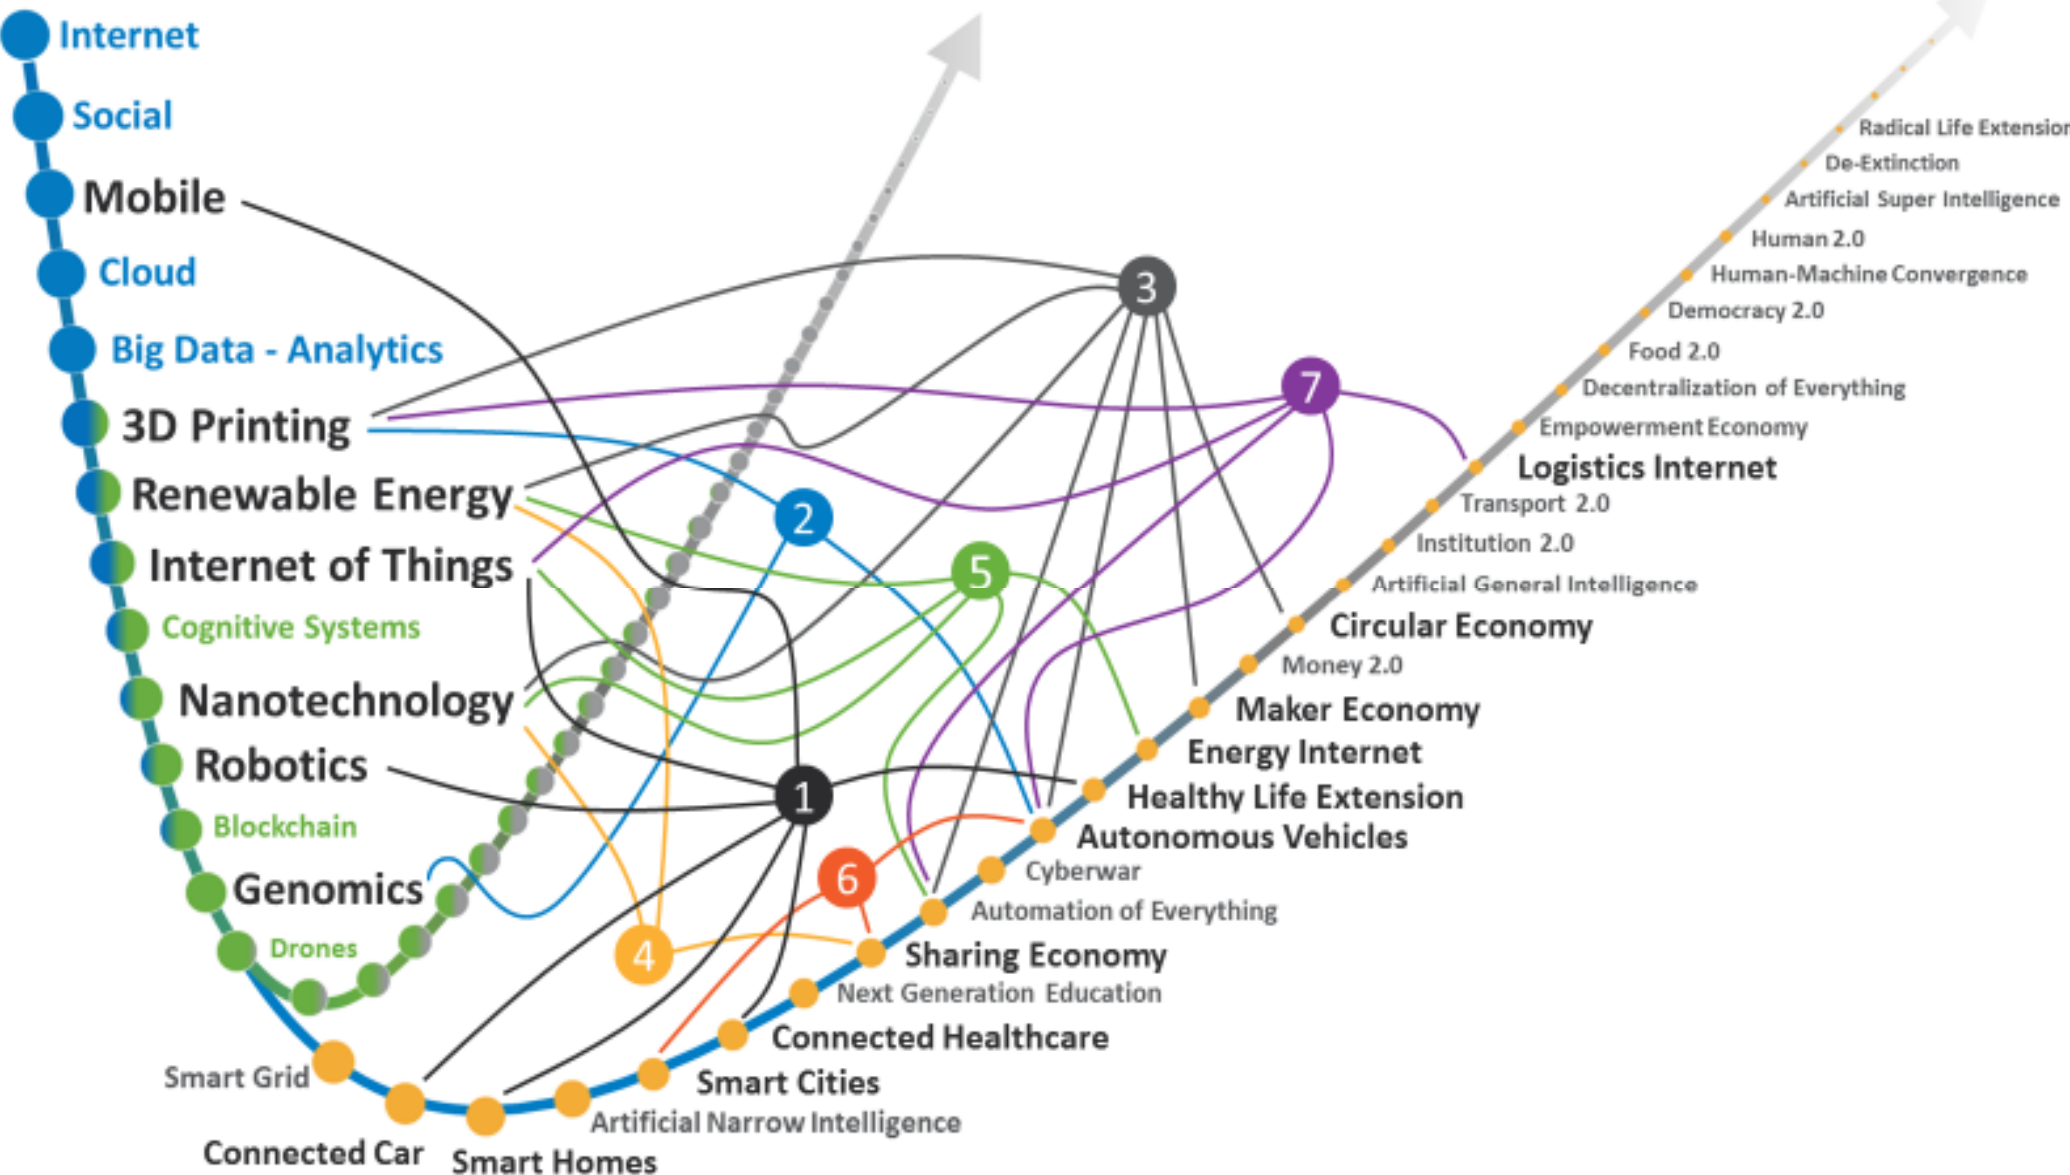 Internet
Social
Mobile
Cloud
Big Data - Analytics
3D Printing
Renewable Energy
Internet of Things
Cognitive Systems
Nanotechnology
Robotics
Blockchain
Genomics
Drones
Smart Grid
Connected Car
Smart Homes
Artificial Narrow Intelligence
Smart Cities
Connected Healthcare
Next Generation Education
Sharing Economy
Automation of Everything
Cyberwar
Autonomous Vehicles
Healthy Life Extension
Energy Internet
Maker Economy
Money 2.0
Circular Economy
Artificial General Intelligence
Institution 2.0
Transport 2.0
Logistics Internet
Empowerment Economy
Decentralization of Everything
Food 2.0
Democracy 2.0
Human-Machine Convergence
Human 2.0
Artificial Super Intelligence
De-Extinction
Radical Life Extension
1
2
3
4
5
6
7